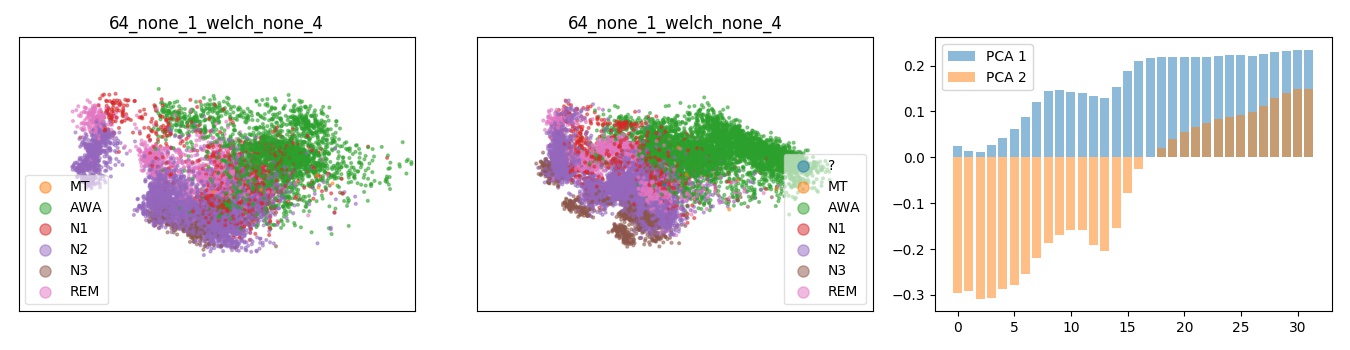 64_none_1_welch_none_4
MT
AWA
N1
N2
N3
REM
64_none_1_welch_none_4
?
MT
AWA
N1
N2
N3
REM
PCA 1
PCA 2
0.2
0.1
0.0
−0.1
−0.2
−0.3
0 5 10 15 20 25 30